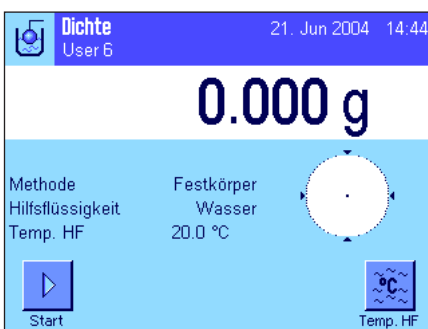 Dichte 21. Jun 2004 14:44
User 6
0.000 g
Methode Festkörper
Hilfsflüssigkeit Wasser
Temp. HF 20.0 °C
°C
Start Temp. HF